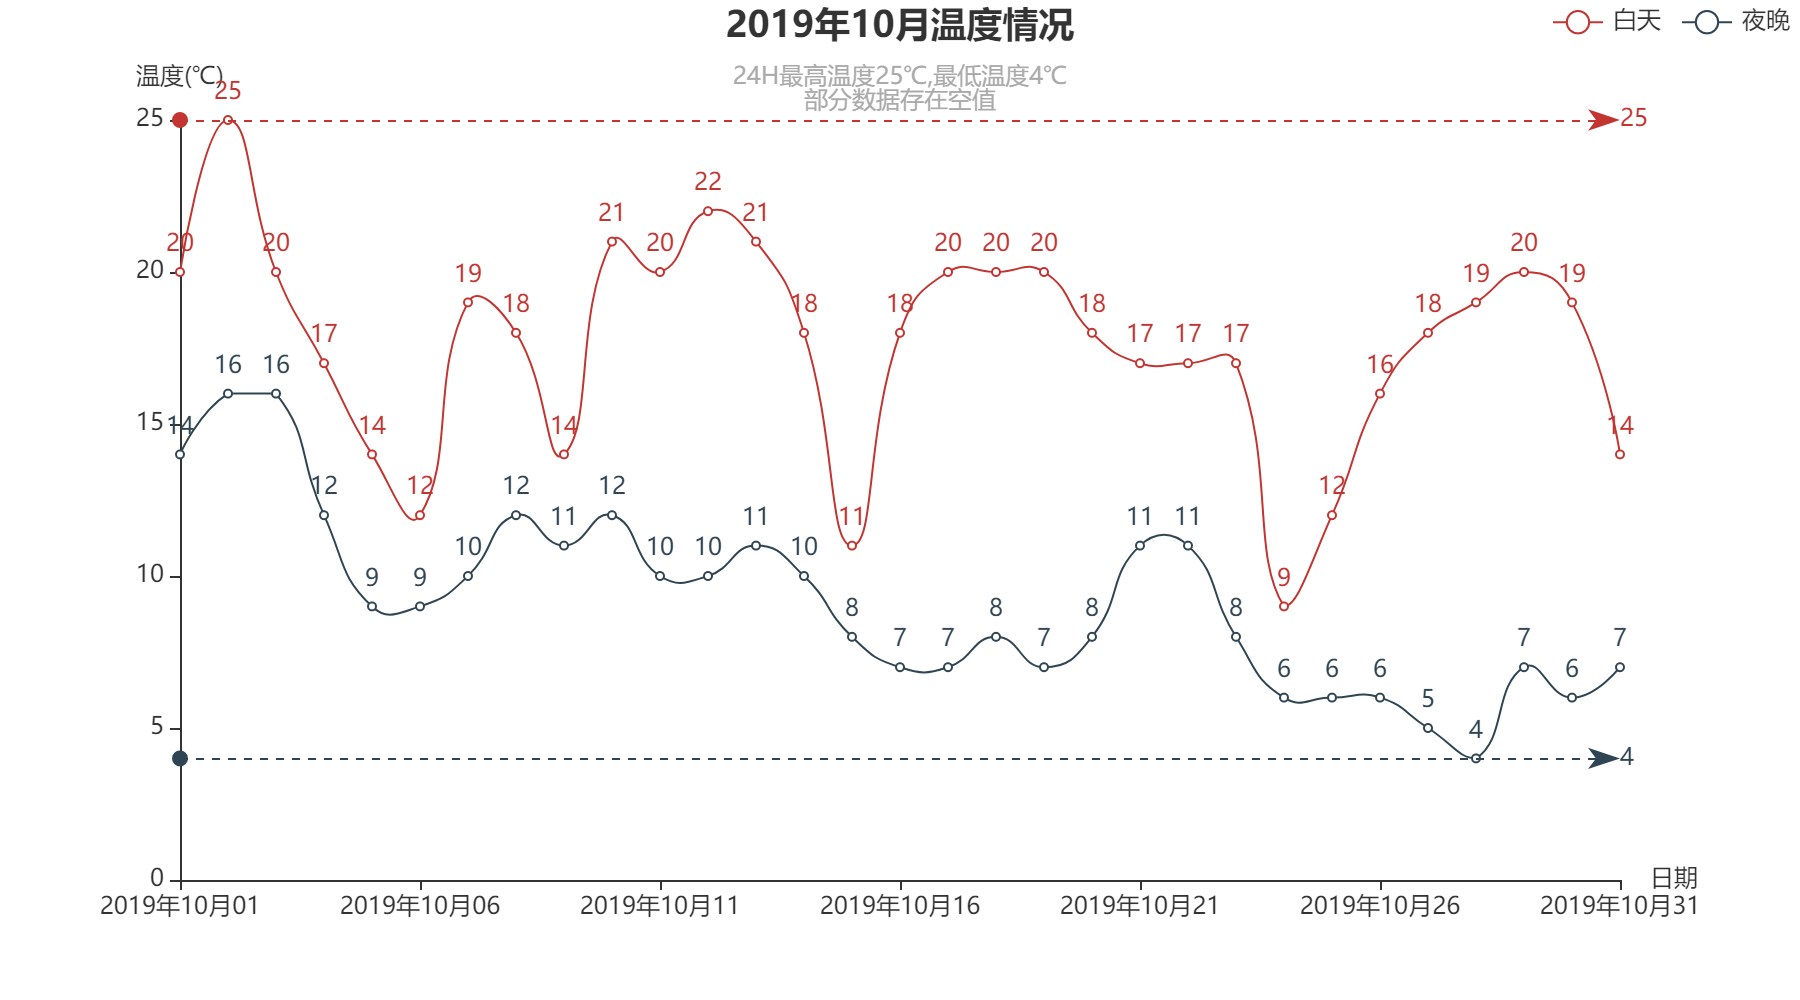 2019年10月温度情况
白天 夜晚
24H最高温度25℃,最低温度4℃
部分数据存在空值
温度(℃)
25
20
15
10
5
0
20 25 20 17 14 12 19 18 14 21 20 22 21 18 11 18 20 20 20 18 17 17 17 9 12 16 18 19 20 19 14
25
14 16 16 12 9 9 10 12 11 12 10 10 11 10 8 7 7 8 7 8 11 11 8 6 6 6 5 4 7 6 7
4
2019年10月01 2019年10月06 2019年10月11 2019年10月16 2019年10月21 2019年10月26 2019年10月31
日期